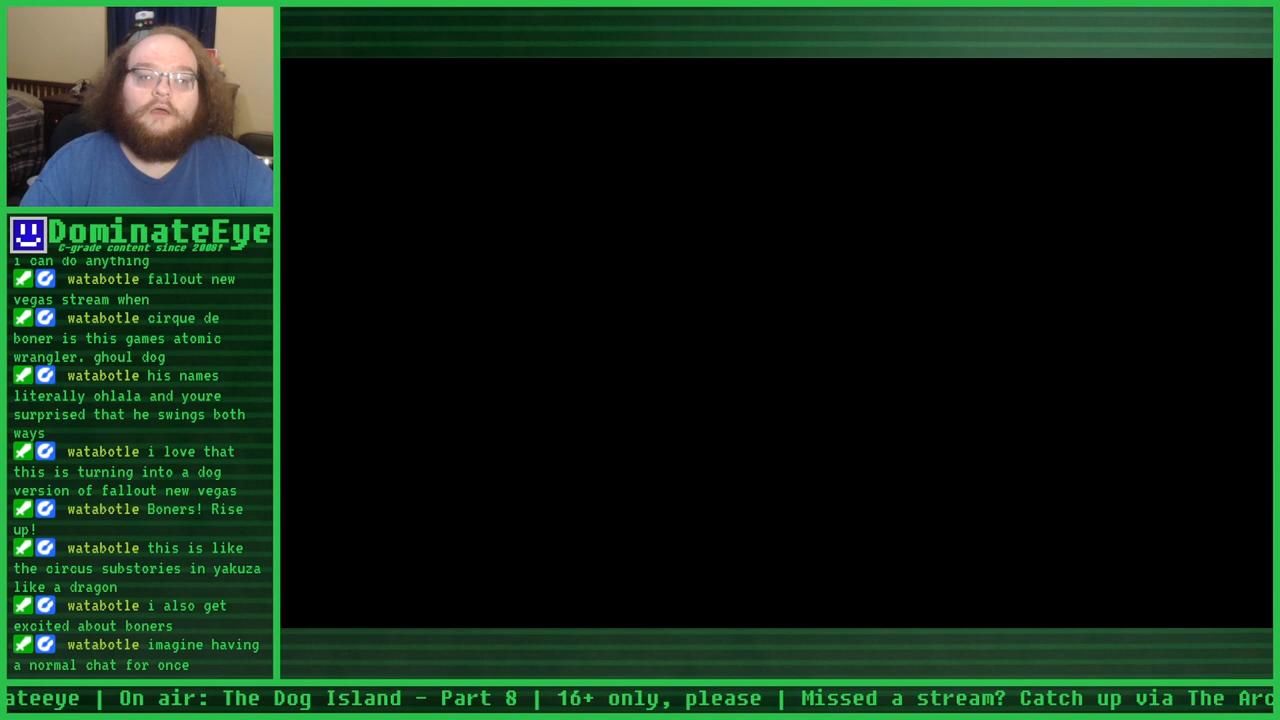 DominateEye
C-grade content since 2008!
i can do anything
watabotle fallout new
vegas stream when
watabotle cirque de
boner is this games atomic
wrangler. ghoul dog
watabotle his names
literally ohlala and youre
surprised that he swings both
ways
watabotle i love that
this is turning into a dog
version of fallout new vegas
watabotle Boners! Rise
up!
watabotle this is like
the circus substories in yakuza
like a dragon
watabotle i also get
excited about boners
watabotle imagine having
a normal chat for once
ateeye | On air: The Dog Island - Part 8 | 16+ only, please | Missed a stream? Catch up via The Arc